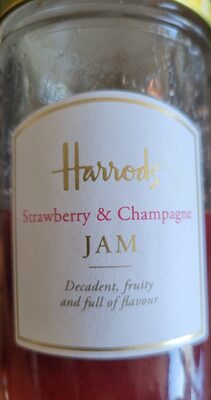 Harrods
Strawberry & Champagne
JAM
Decadent, fruity
and full of flavour